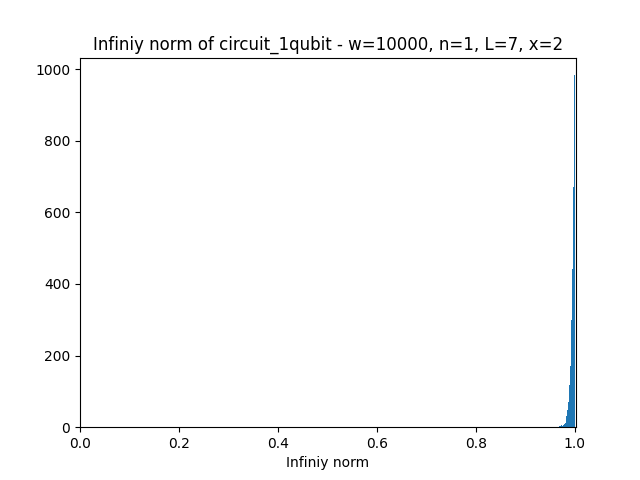 Infiniy norm of circuit_1qubit - w=10000, n=1, L=7, x=2
1000
800
600
400
200
0
0.0 0.2 0.4 0.6 0.8 1.0
Infiniy norm